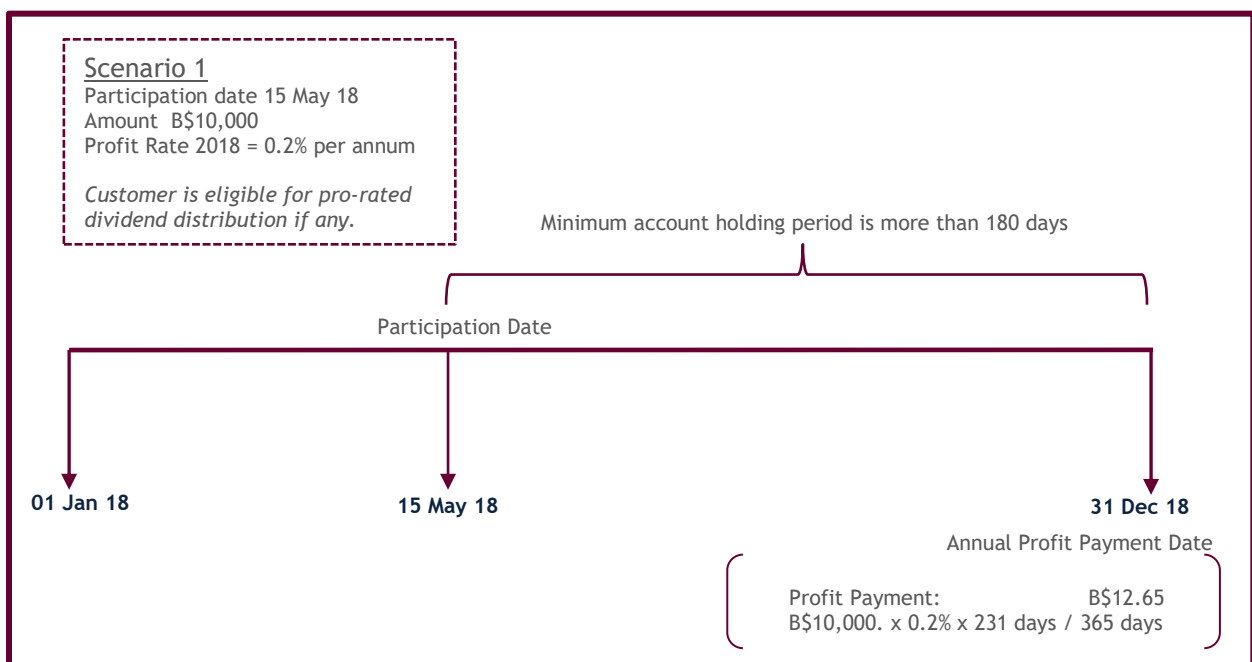 Scenario 1
Participation date 15 May 18
Amount B$10,000
Profit Rate 2018 = 0.2% per annum
Customer is eligible for pro-rated
dividend distribution if any.
Minimum account holding period is more than 180 days
Participation Date
01 Jan 18
15 May 18
31 Dec 18
Annual Profit Payment Date
Profit Payment: B$12.65
B$10,000. x 0.2% x 231 days / 365 days